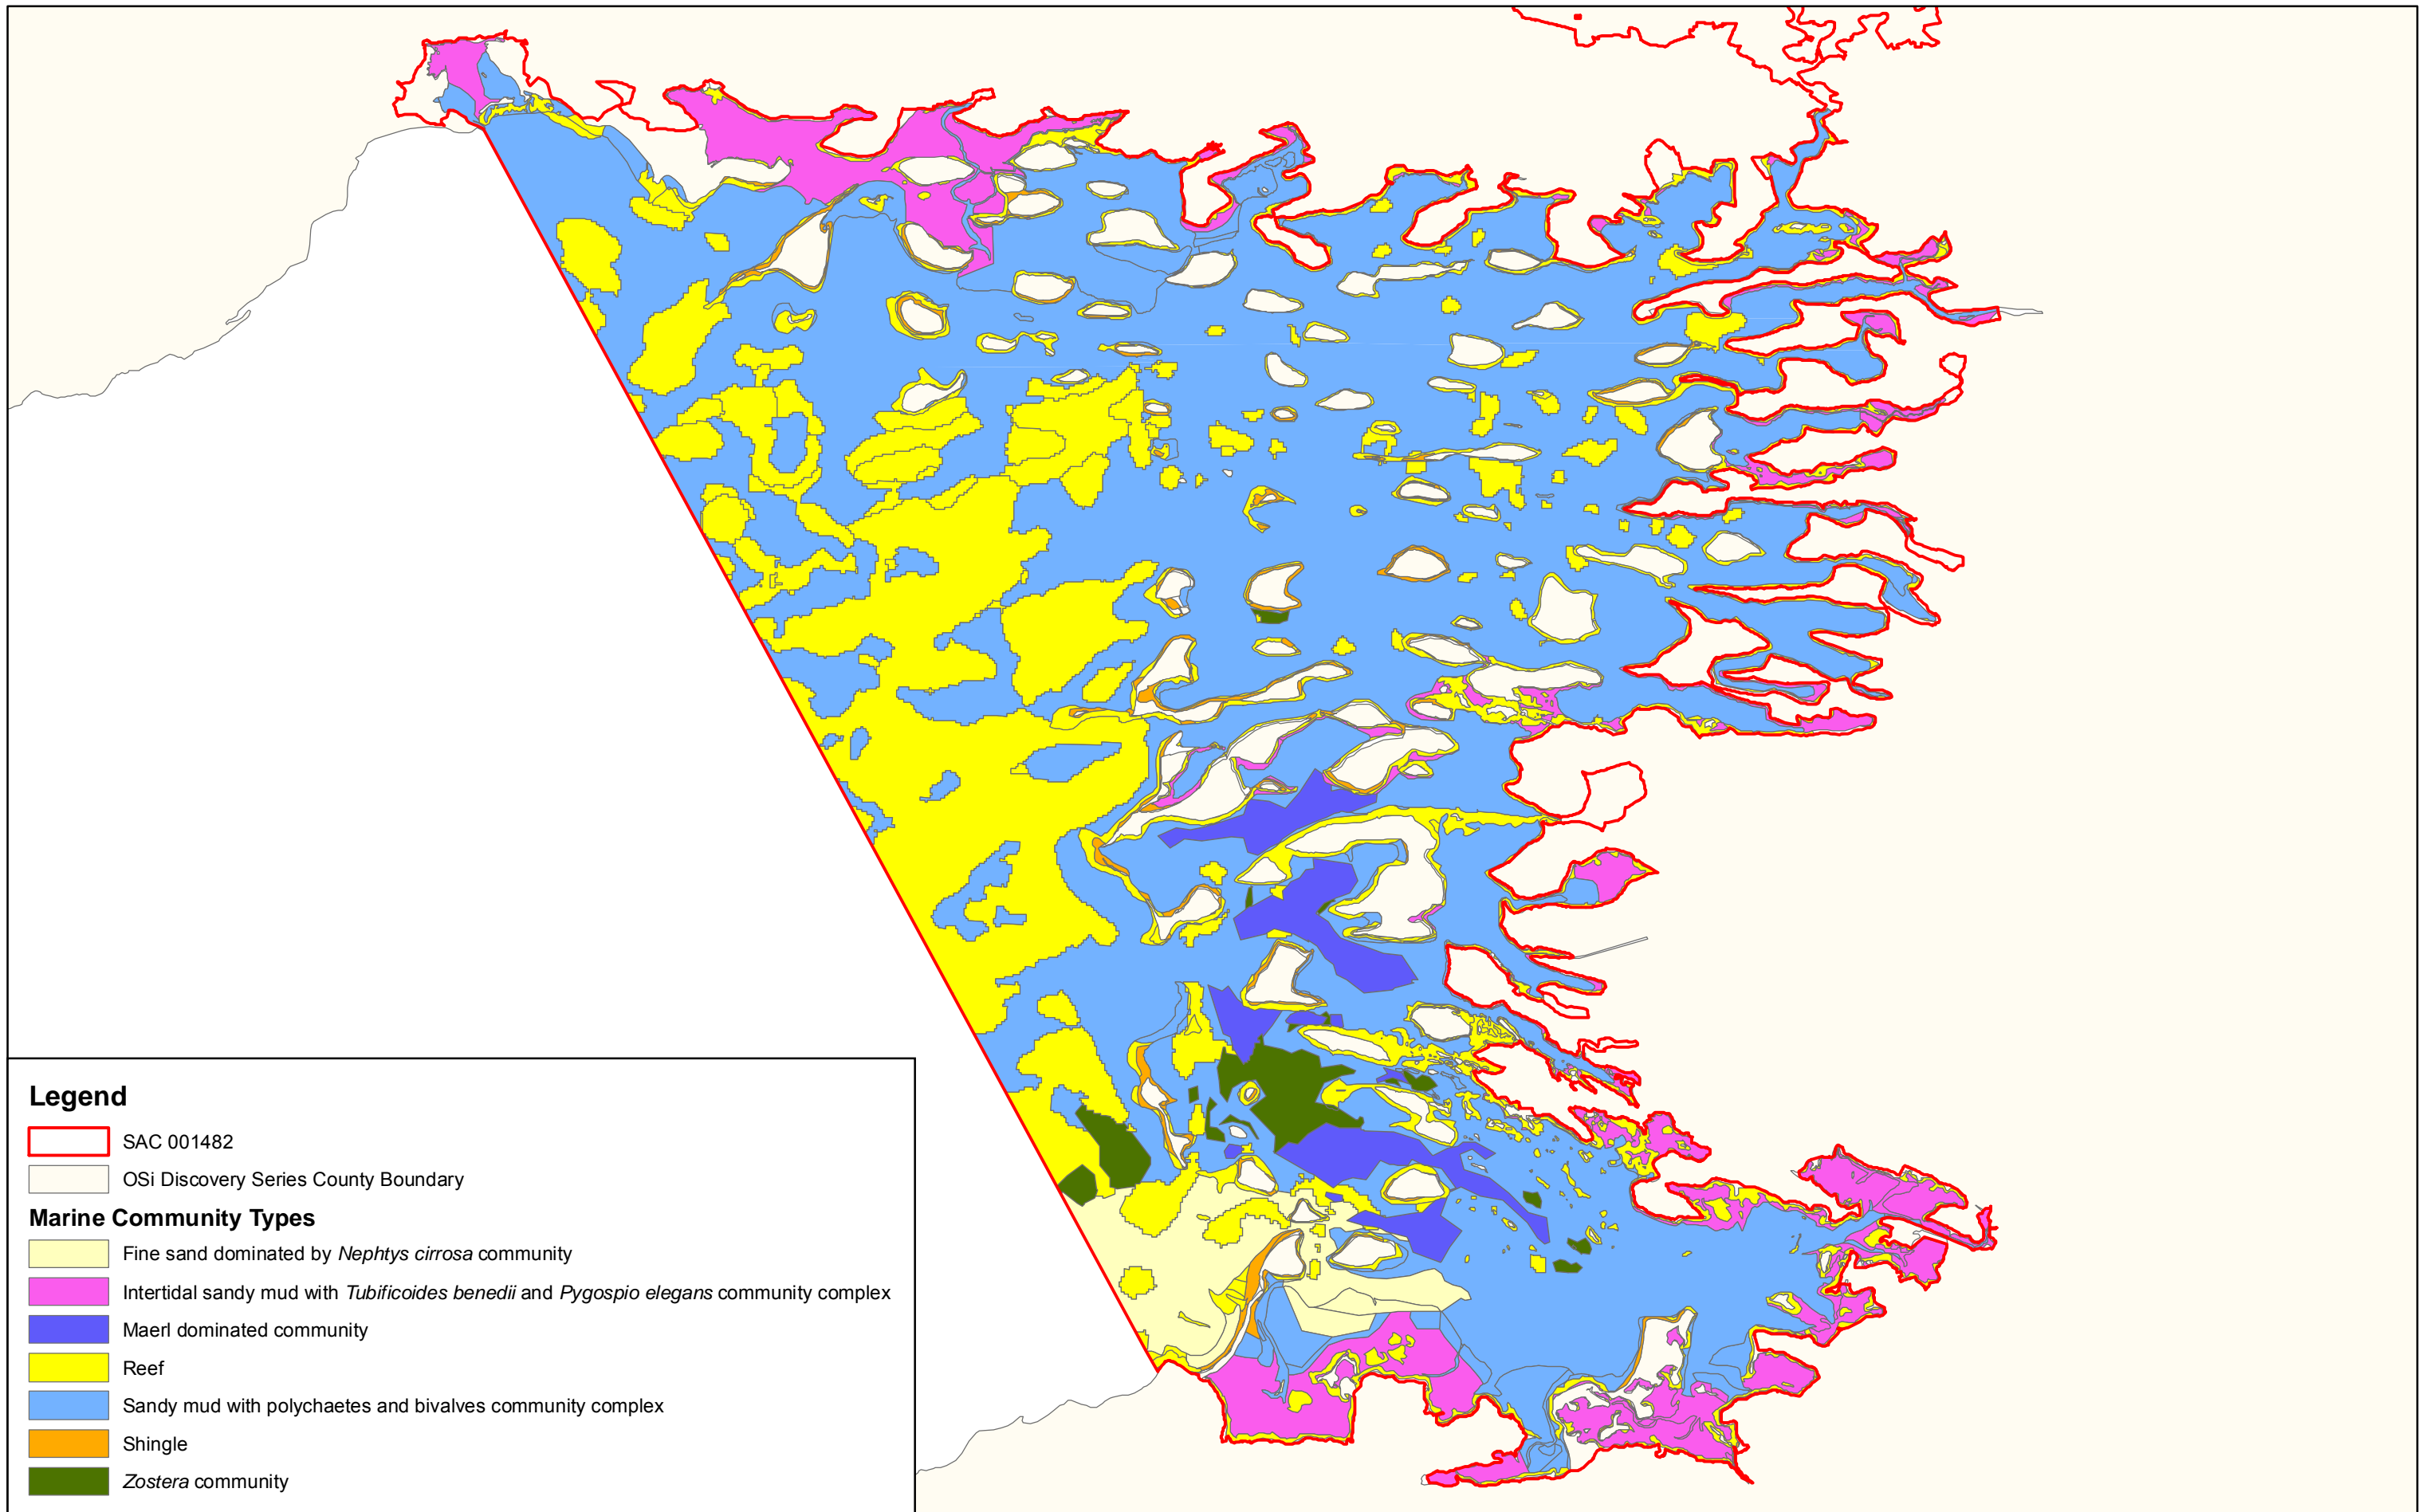 Legend
SAC 001482
OSi Discovery Series County Boundary
Marine Community Types
Fine sand dominated by Nephtys cirrosa community
Intertidal sandy mud with Tubificoides benedii and Pygospio elegans community complex
Maerl dominated community
Reef
Sandy mud with polychaetes and bivalves community complex
Shingle
Zostera community